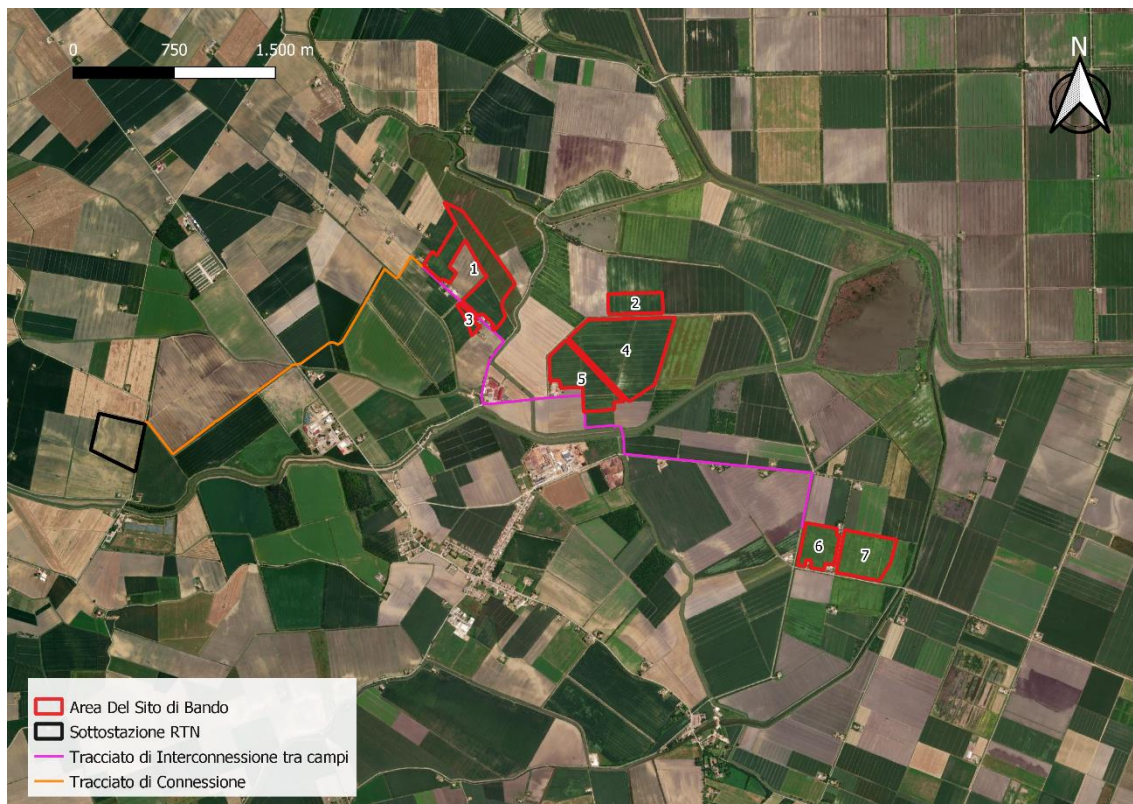 0 750 1.500 m
N
1
2
3
4
5
6
7
Area Del Sito di Bando
Sottostazione RTN
Tracciato di Interconnessione tra campi
Tracciato di Connessione